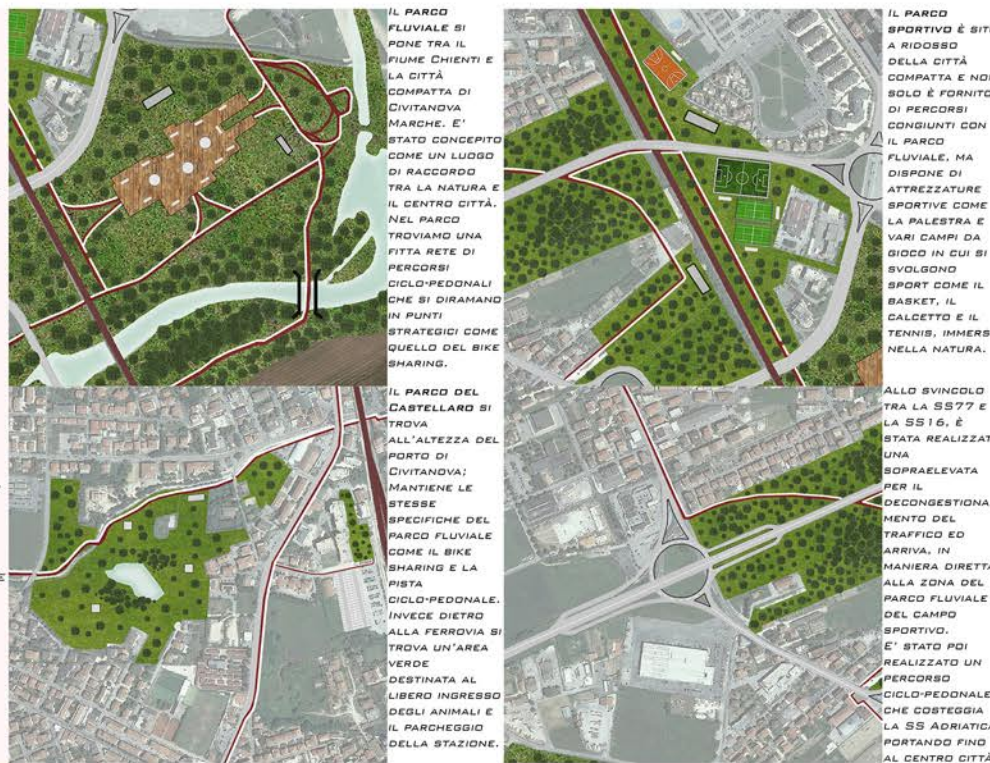 IL PARCO
FLUVIALE SI
PONE TRA IL
FIUME CHIENTI E
LA CITTÀ
COMPATTA DI
CIVITANOVA
MARCHE. E'
STATO CONCEPITO
COME UN LUOGO
DI RACCORDO
TRA LA NATURA E
IL CENTRO CITTÀ.
NEL PARCO
TROVIAMO UNA
FITTA RETE DI
PERCORSI
CICLO-PEDONALI
CHE SI DIRAMANO
IN PUNTI
STRATEGICI COME
QUELLO DEL BIKE
SHARING.
IL PARCO
SPORTIVO È SITO
A RIDOSSO
DELLA CITTÀ
COMPATTA E NON
SOLO È FORNITO
DI PERCORSI
CONGIUNTI CON
IL PARCO
FLUVIALE, MA
DISPONE DI
ATTREZZATURE
SPORTIVE COME
LA PALESTRA E
VARI CAMPI DA
GIOCO IN CUI SI
SVOLGONO
SPORT COME IL
BASKET, IL
CALCETTO E IL
TENNIS, IMMERS
NELLA NATURA.
IL PARCO DEL
CASTELLARO SI
TROVA
ALL'ALTEZZA DEL
PORTO DI
CIVITANOVA;
MANTIENE LE
STESSE
SPECIFICHE DEL
PARCO FLUVIALE
COME IL BIKE
SHARING E LA
PISTA
CICLO-PEDONALE.
INVECE DIETRO
ALLA FERROVIA SI
TROVA UN'AREA
VERDE
DESTINATA AL
LIBERO INGRESSO
DEGLI ANIMALI E
IL PARCHEGGIO
DELLA STAZIONE.
ALLO SVINCOLO
TRA LA SS77 E
LA SS16, È
STATA REALIZZAT
UNA
SOPRAELEVATA
PER IL
DECONGESTIONA
MENTO DEL
TRAFFICO ED
ARRIVA, IN
MANIERA DIRETTA
ALLA ZONA DEL
PARCO FLUVIALE
DEL CAMPO
SPORTIVO.
E' STATO POI
REALIZZATO UN
PERCORSO
CICLO-PEDONALE
CHE COSTEGGIA
LA SS ADRIATICA
PORTANDO FINO
AL CENTRO CITTÀ